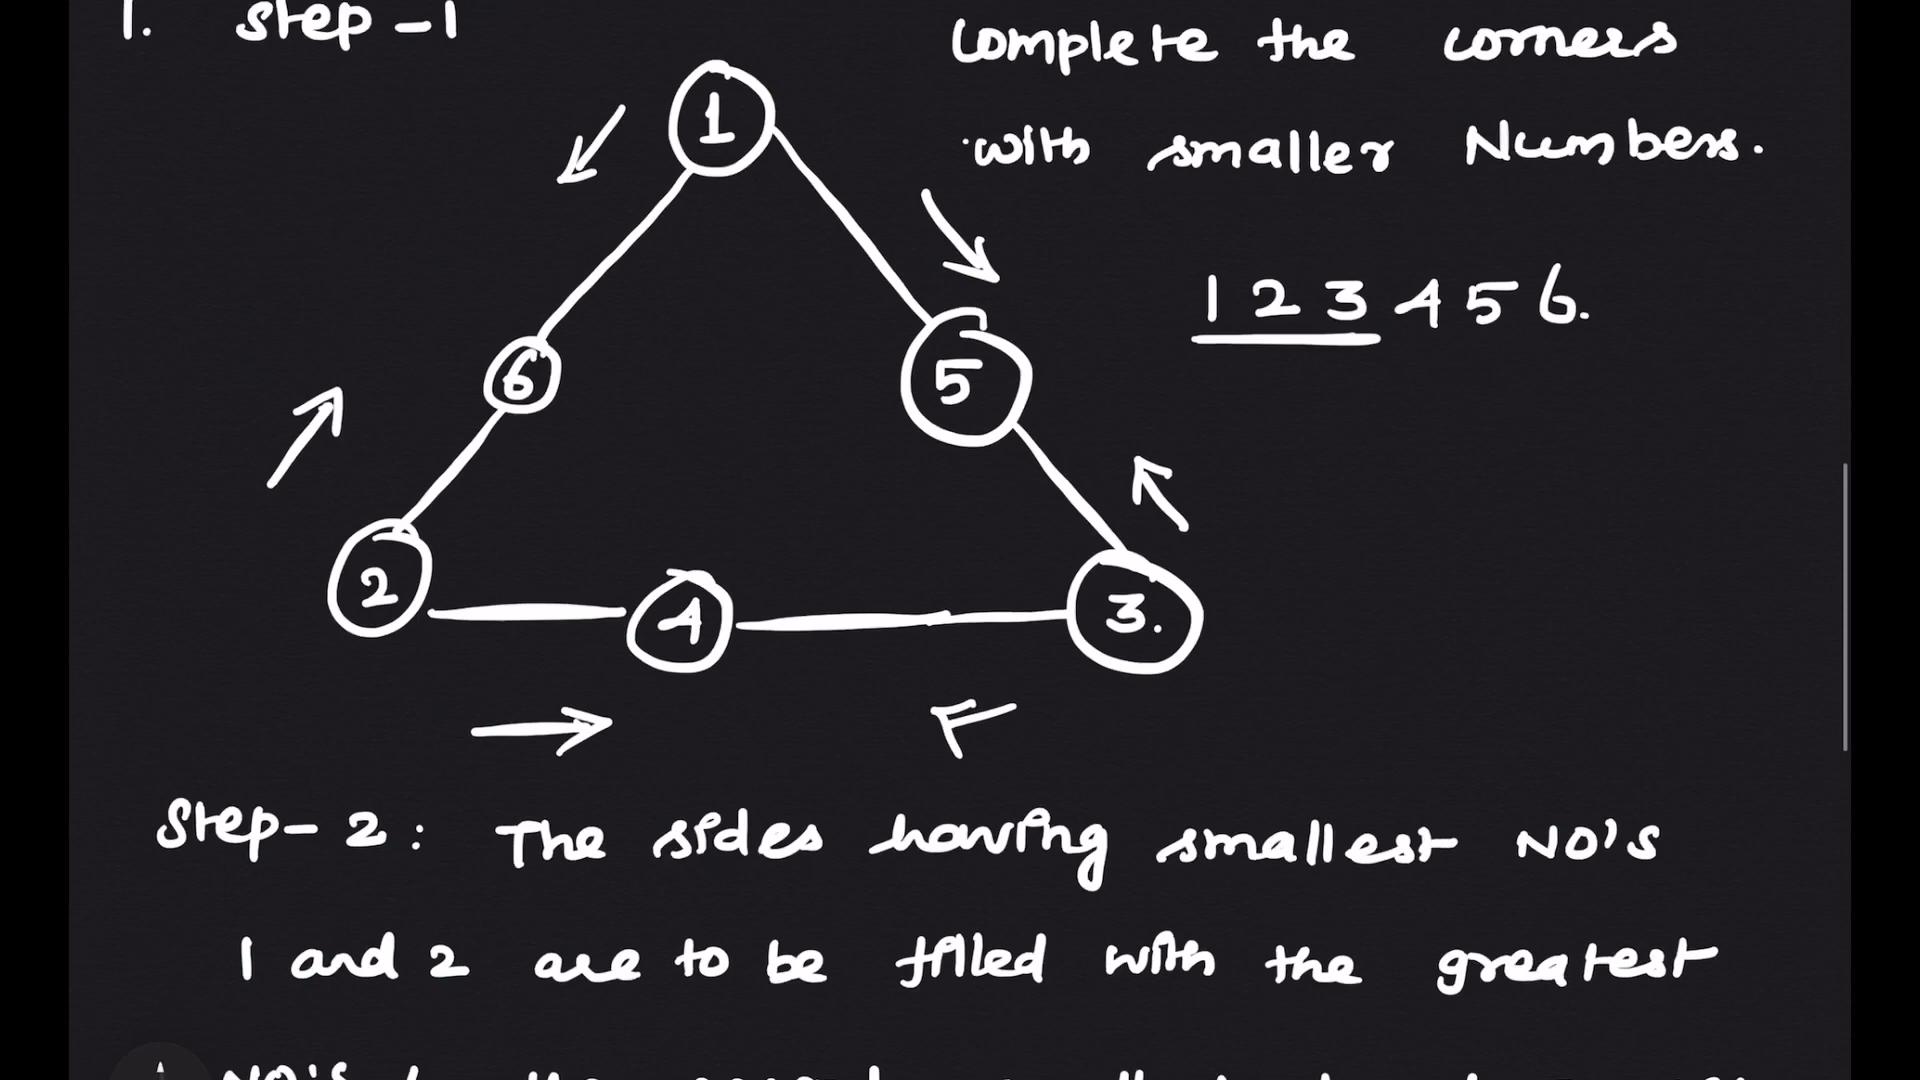 1. Step-1
Complete the corners
with smaller Numbers.
1
1 2 3 4 5 6.
6
5
2
4
3.
Step-2: The sides having smallest NO's
1 and 2 are to be filled with the greatest
NO's